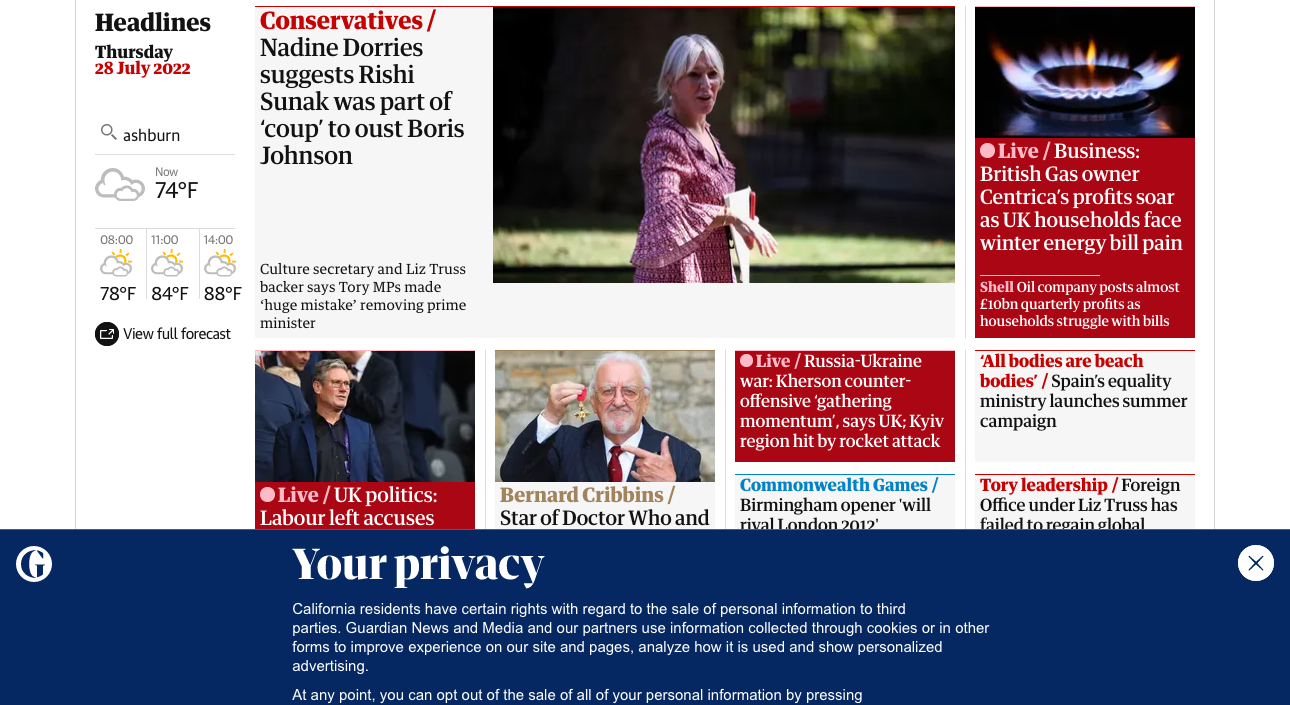 Headlines
Thursday
28 July 2022
ashburn
Now
74°F
08:00
11:00
14:00
78°F
84°F
88°F
View full forecast
Conservatives /
Nadine Dorries
suggests Rishi
Sunak was part of
‘coup’ to oust Boris
Johnson
Culture secretary and Liz Truss
backer says Tory MPs made
‘huge mistake’ removing prime
minister
Live / Business:
British Gas owner
Centrica’s profits soar
as UK households face
winter energy bill pain
Shell Oil company posts almost
£10bn quarterly profits as
households struggle with bills
Live / UK politics:
Labour left accuses
Bernard Cribbins /
Star of Doctor Who and
Live / Russia-Ukraine
war: Kherson counter-
offensive ‘gathering
momentum’, says UK; Kyiv
region hit by rocket attack
Commonwealth Games /
Birmingham opener 'will
rival London 2012'
‘All bodies are beach
bodies’ / Spain’s equality
ministry launches summer
campaign
Tory leadership / Foreign
Office under Liz Truss has
failed to regain global
Your privacy
California residents have certain rights with regard to the sale of personal information to third
parties. Guardian News and Media and our partners use information collected through cookies or in other
forms to improve experience on our site and pages, analyze how it is used and show personalized
advertising.
At any point, you can opt out of the sale of all of your personal information by pressing